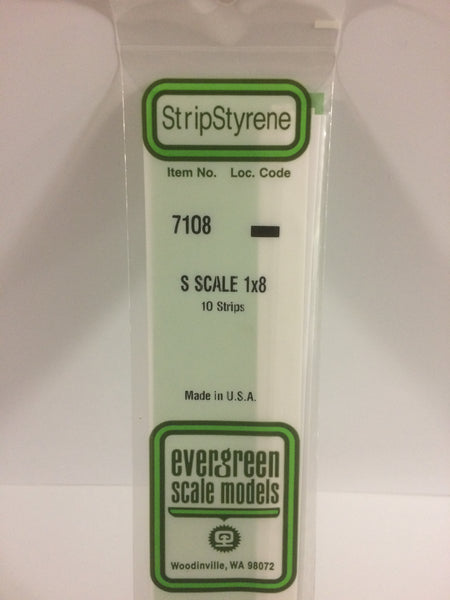 StripStyrene
Item No. Loc. Code
7108
S SCALE 1x8
10 Strips
Made in U.S.A.
evergreen
scale models
Woodinville, WA 98072